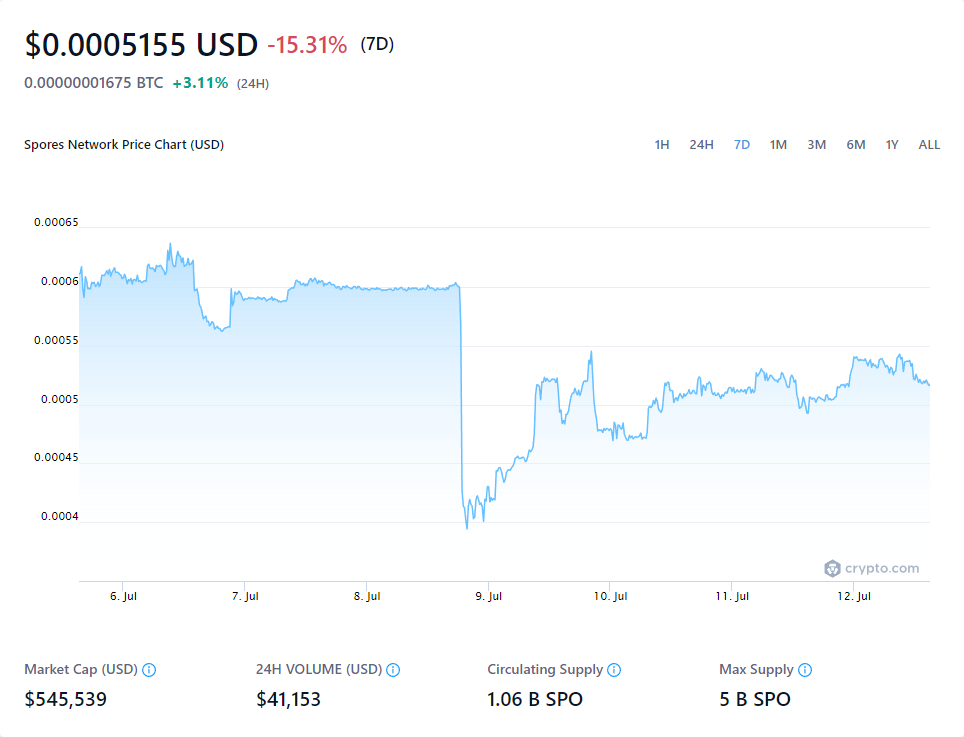 $0.0005155 USD -15.31% (7D)
0.00000001675 BTC +3.11% (24H)
Spores Network Price Chart (USD)
1H 24H 7D 1M 3M 6M 1Y ALL
0.00065
0.0006
0.00055
0.0005
0.00045
0.0004
crypto.com
6. Jul 7. Jul 8. Jul 9. Jul 10. Jul 11. Jul 12. Jul
Market Cap (USD) 24H VOLUME (USD) Circulating Supply Max Supply
$545,539 $41,153 1.06 B SPO 5 B SPO